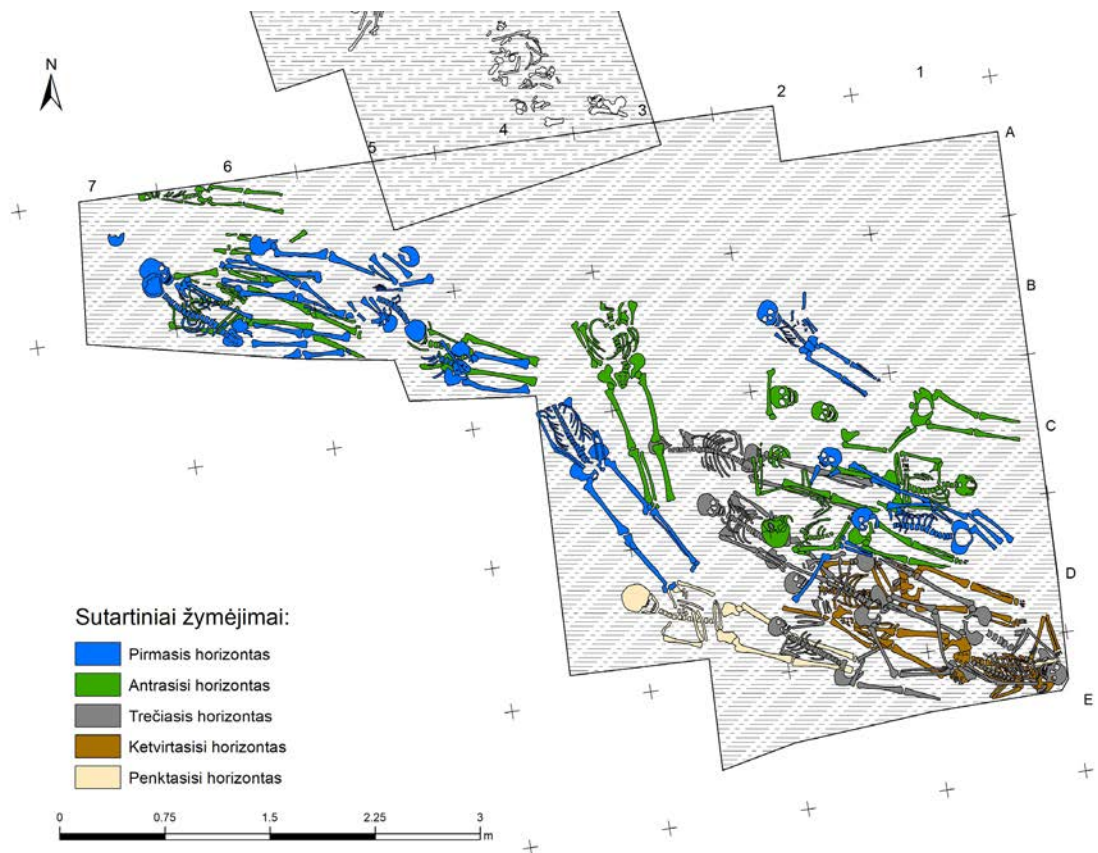 N
1
2
3
4
5
6
7
A
B
C
D
E
Sutartiniai žymėjimai:
Pirmasis horizontas
Antrasisi horizontas
Trečiasis horizontas
Ketvirtasisi horizontas
Penktasisi horizontas
0 0.75 1.5 2.25 3
m